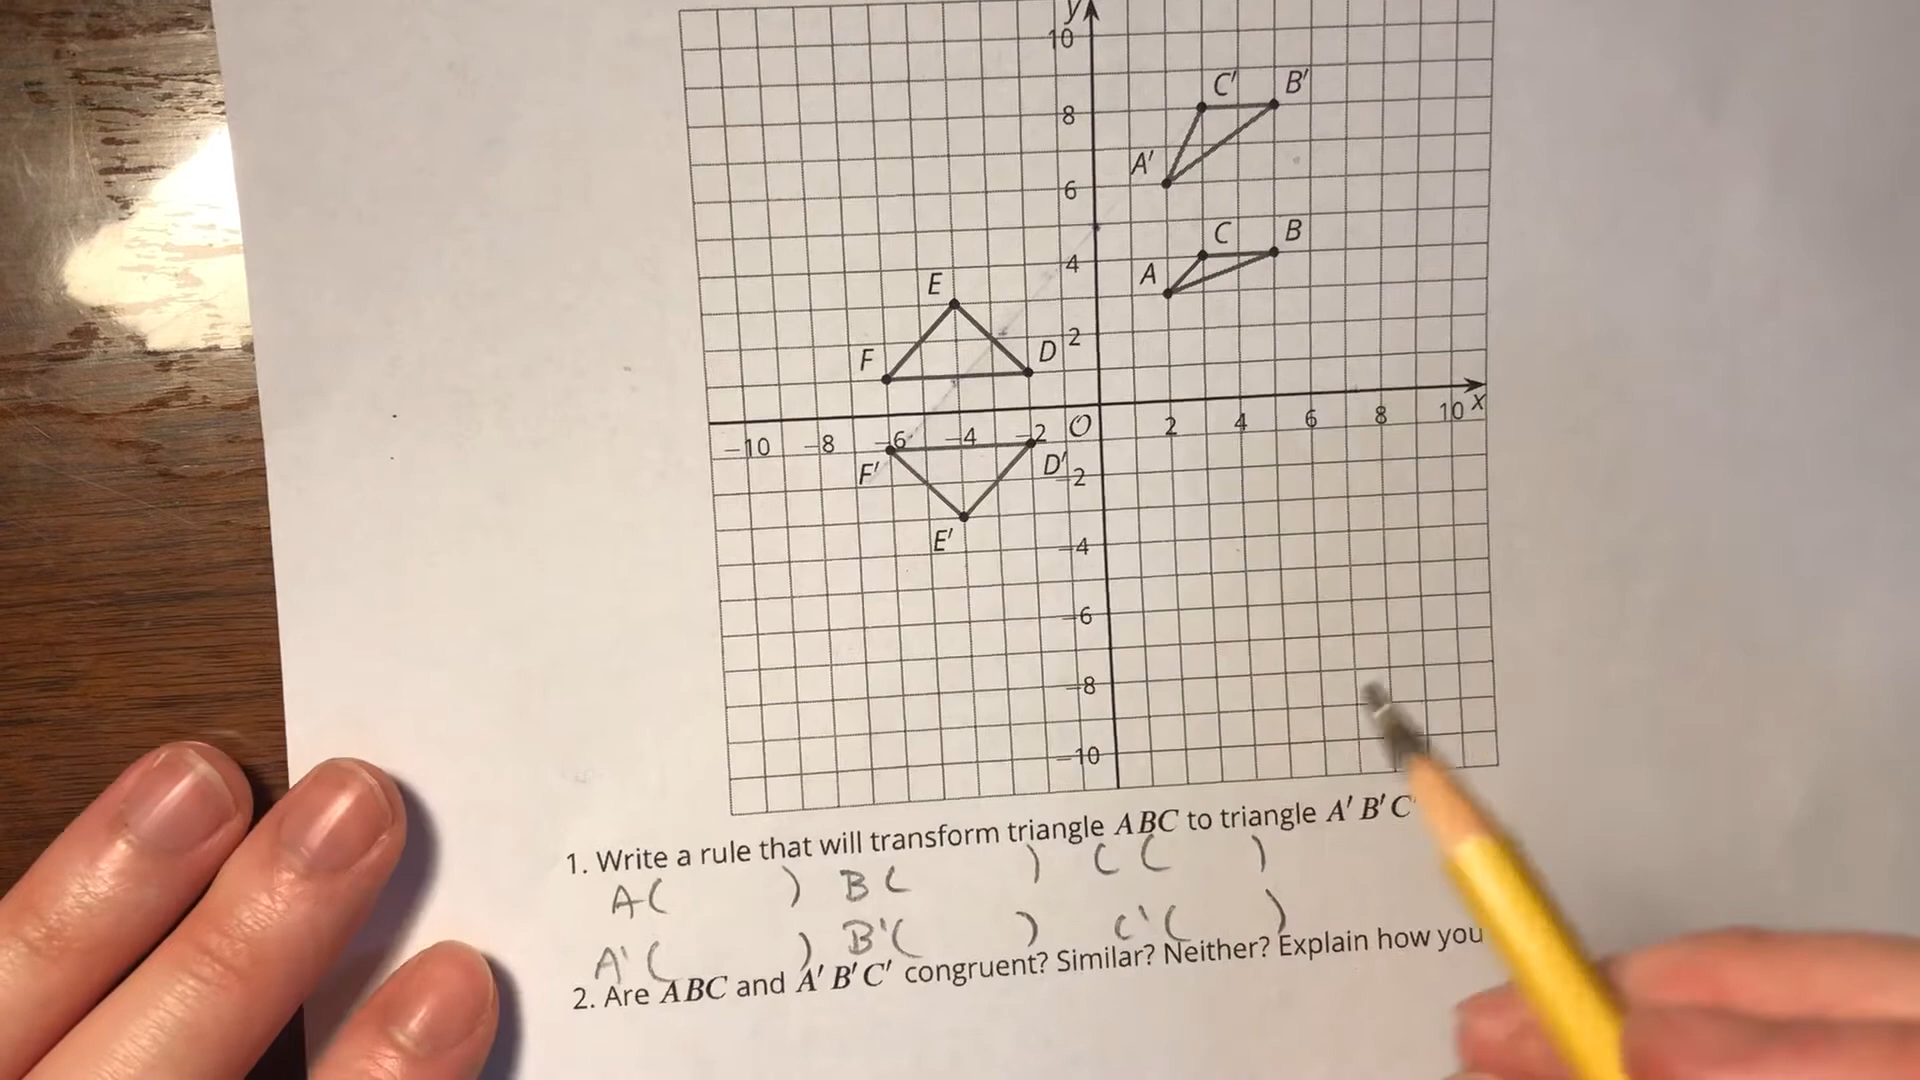 y
10
C' B'
8
A'
6
C B
4
A
E
2
F D
x
-10 -8 -6 -4 -2 O 2 4 6 8 10
F' D'
-2
E'
-4
-6
-8
-10
1. Write a rule that will transform triangle ABC to triangle A' B' C'
A( ) B( ) C( )
A'( ) B'( ) C'( )
2. Are ABC and A' B' C' congruent? Similar? Neither? Explain how you